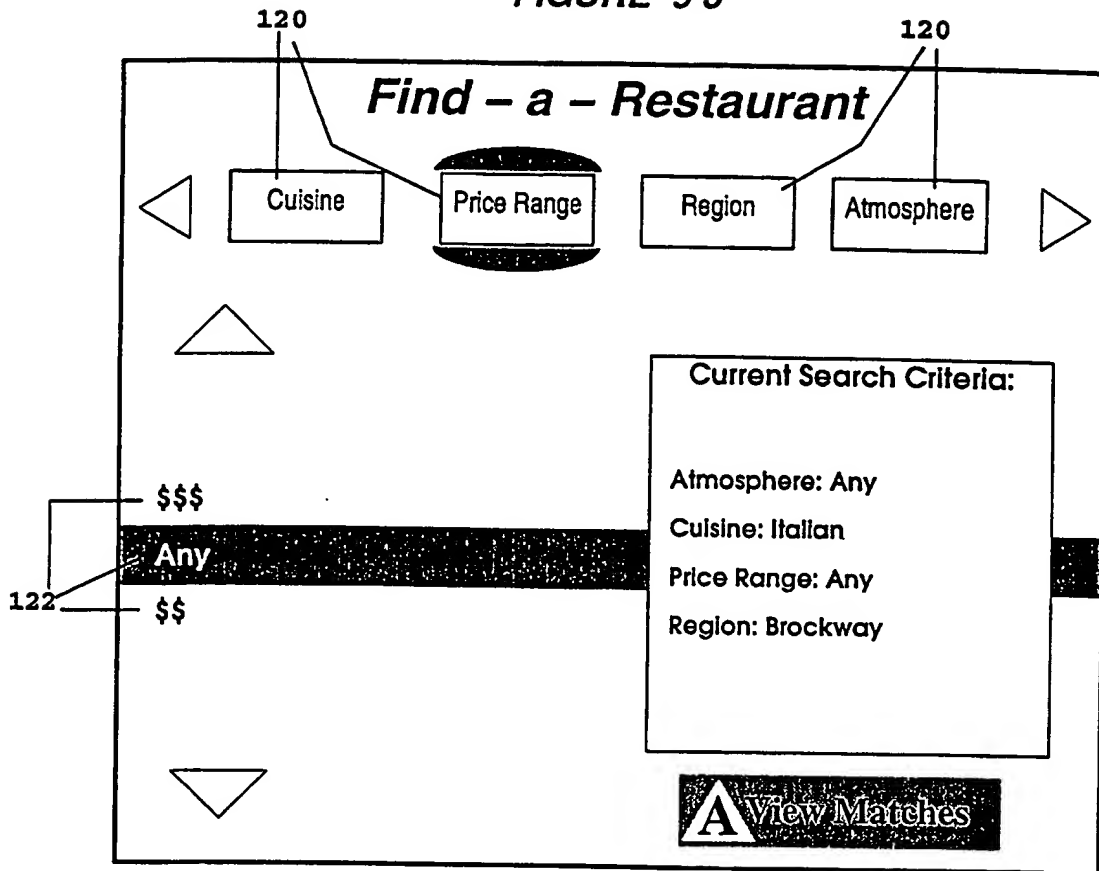 120
120
Find – a – Restaurant
Cuisine
Price Range
Region
Atmosphere
Current Search Criteria:
Atmosphere: Any
Cuisine: Italian
Price Range: Any
Region: Brockway
$$$
Any
122
$$
A View Matches